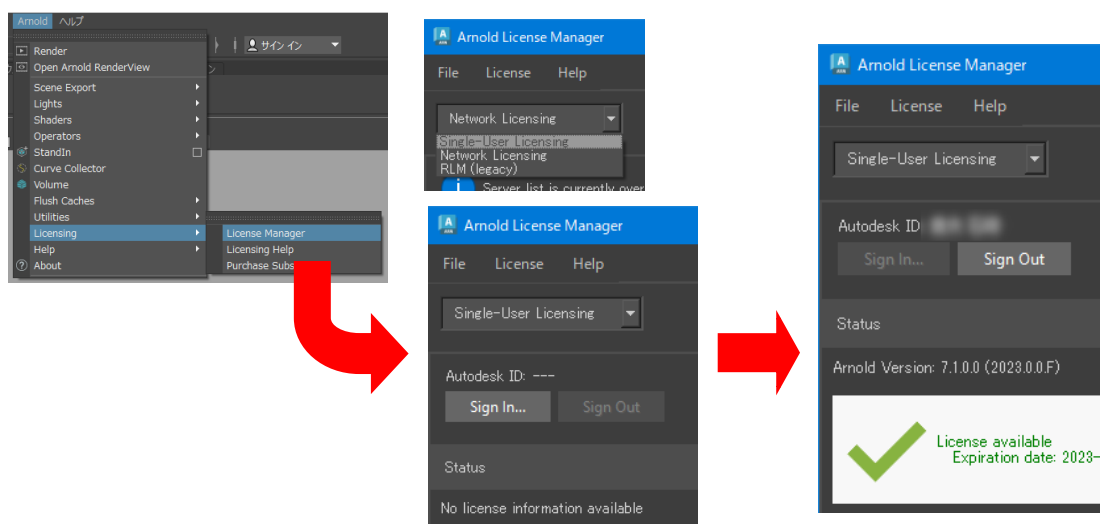 Arnold ヘルプ
サインイン
Render
Open Arnold RenderView
Scene Export
Lights
Shaders
Operators
StandIn
Curve Collector
Volume
Flush Caches
Utilities
Licensing
Help
About
License Manager
Licensing Help
Purchase Subs
Arnold License Manager
File License Help
Network Licensing
Single-User Licensing
Network Licensing
RLM (legacy)
Server list is currently over
Arnold License Manager
File License Help
Single-User Licensing
Autodesk ID: ---
Sign In... Sign Out
Status
No license information available
Arnold License Manager
File License Help
Single-User Licensing
Autodesk ID
Sign In... Sign Out
Status
Arnold Version: 7.1.0.0 (2023.0.0.F)
License available
Expiration date: 2023-